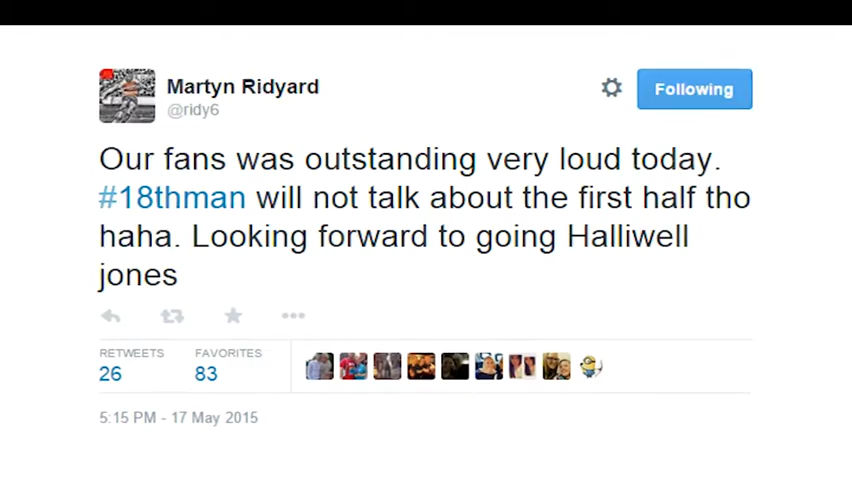 Martyn Ridyard
@ridy6
Following
Our fans was outstanding very loud today.
#18thman will not talk about the first half tho
haha. Looking forward to going Halliwell
jones
RETWEETS
26
FAVORITES
83
5:15 PM - 17 May 2015